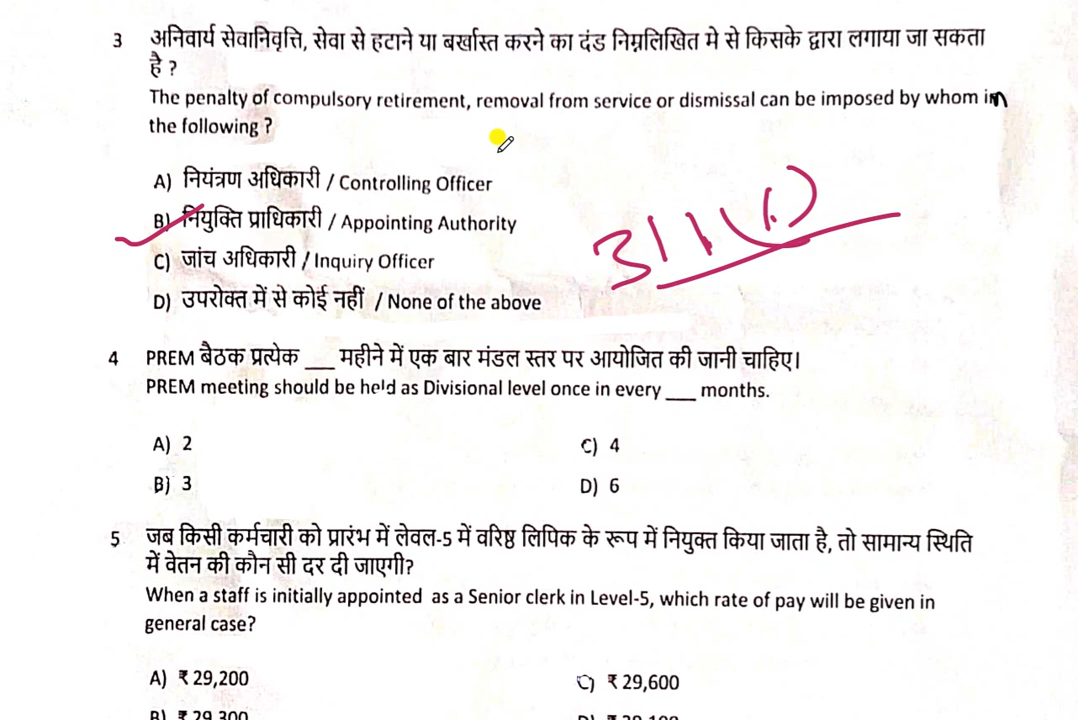 3 अनिवार्य सेवानिवृत्ति, सेवा से हटाने या बर्खास्त करने का दंड निम्नलिखित मे से किसके द्वारा लगाया जा सकता
है ?
The penalty of compulsory retirement, removal from service or dismissal can be imposed by whom in
the following ?
A) नियंत्रण अधिकारी / Controlling Officer
B) नियुक्ति प्राधिकारी / Appointing Authority
C) जांच अधिकारी / Inquiry Officer
D) उपरोक्त में से कोई नहीं / None of the above
4 PREM बैठक प्रत्येक ___ महीने में एक बार मंडल स्तर पर आयोजित की जानी चाहिए।
PREM meeting should be held as Divisional level once in every ___ months.
A) 2 C) 4
B) 3 D) 6
5 जब किसी कर्मचारी को प्रारंभ में लेवल-5 में वरिष्ठ लिपिक के रूप में नियुक्त किया जाता है, तो सामान्य स्थिति
में वेतन की कौन सी दर दी जाएगी?
When a staff is initially appointed as a Senior clerk in Level-5, which rate of pay will be given in
general case?
A) ₹ 29,200 C) ₹ 29,600
B) ₹ 29,300